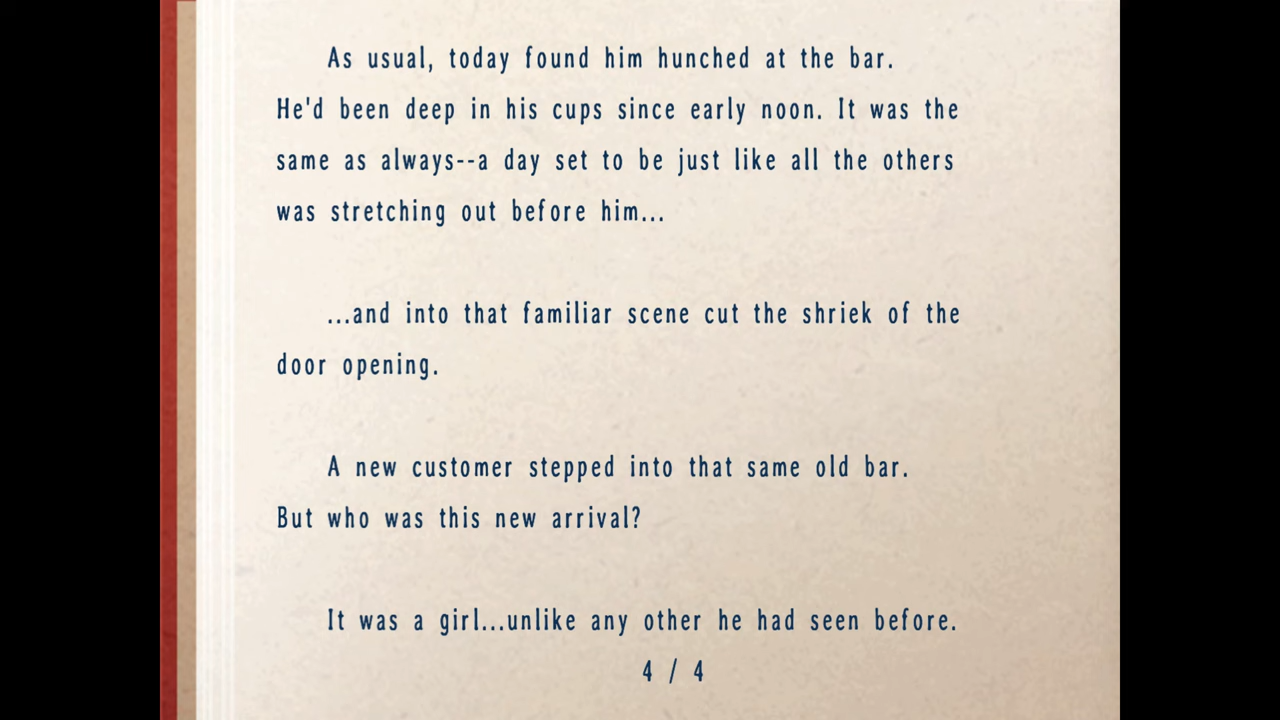 As usual, today found him hunched at the bar.
He'd been deep in his cups since early noon. It was the
same as always--a day set to be just like all the others
was stretching out before him...
...and into that familiar scene cut the shriek of the
door opening.
A new customer stepped into that same old bar.
But who was this new arrival?
It was a girl...unlike any other he had seen before.
4 / 4